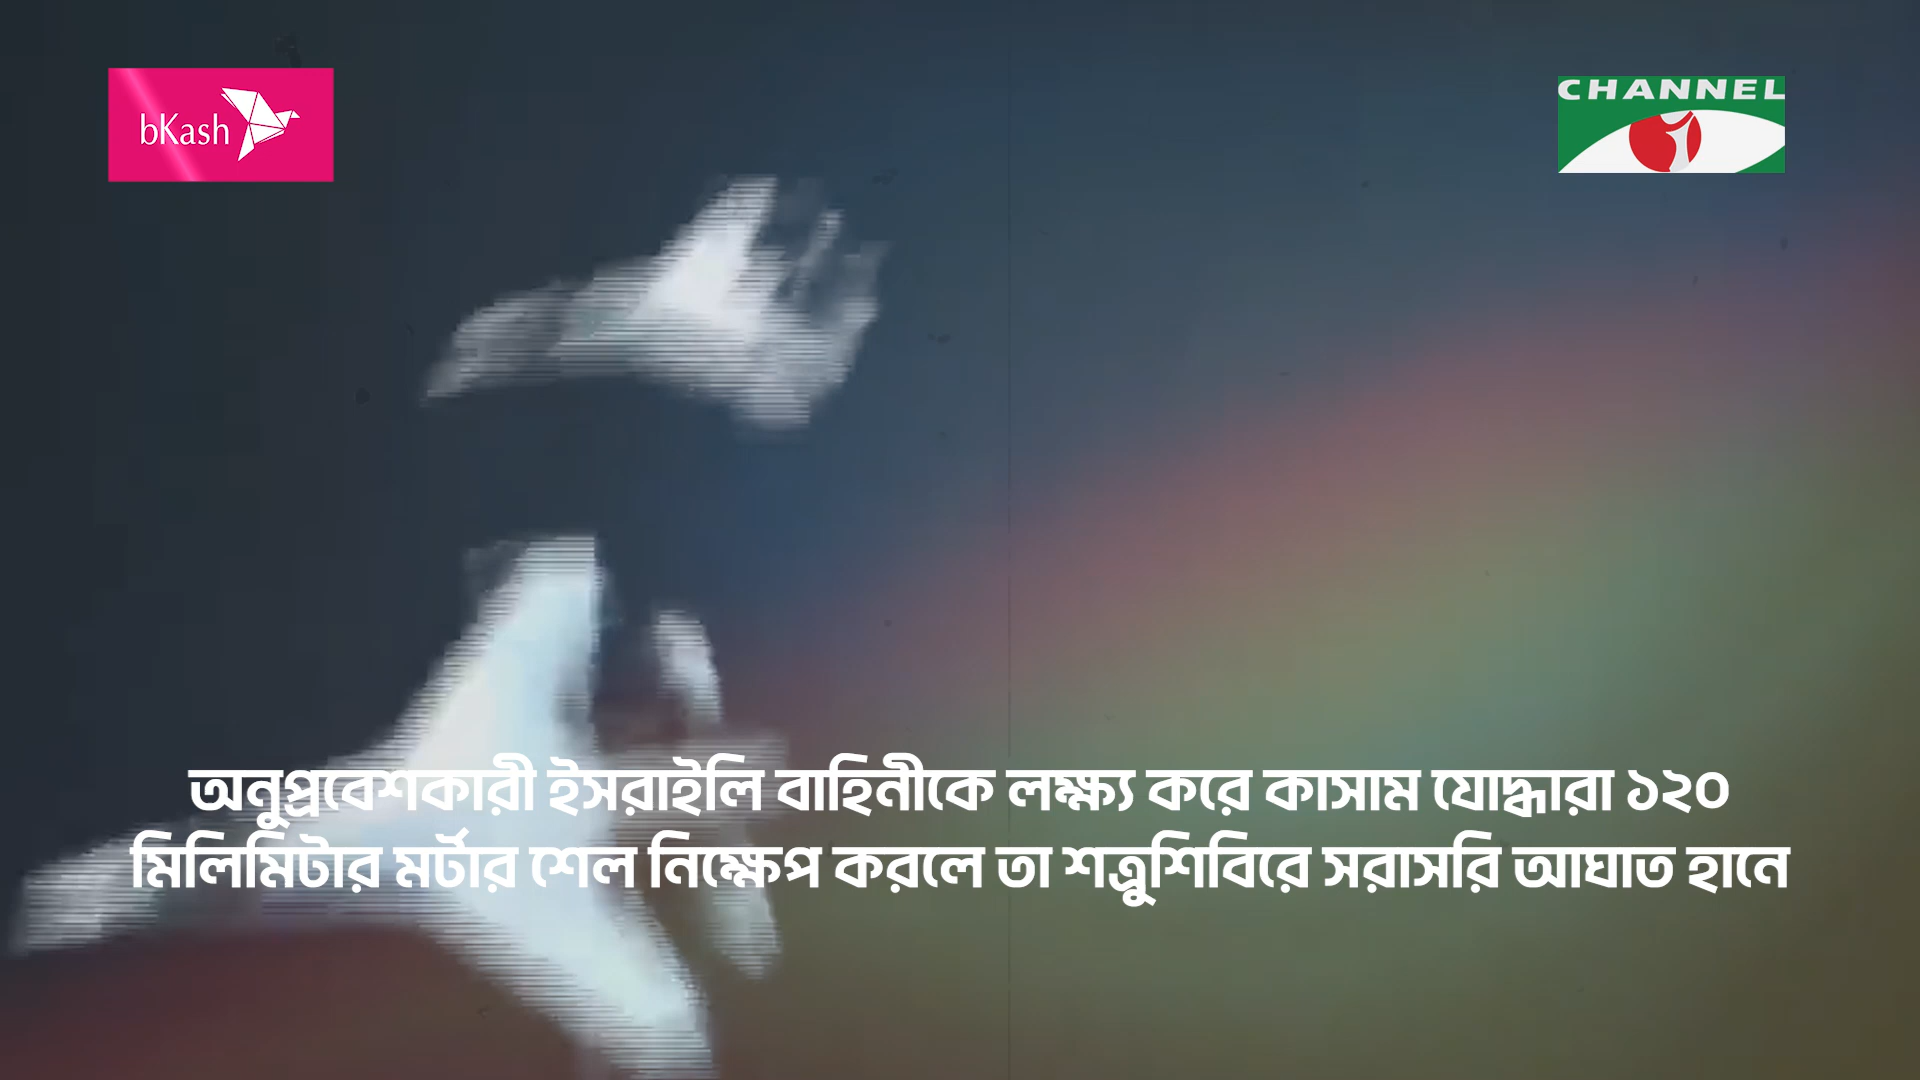 bKash
CHANNEL
অনুপ্রবেশকারী ইসরাইলি বাহিনীকে লক্ষ্য করে কাসাম যোদ্ধারা ১২০
মিলিমিটার মর্টার শেল নিক্ষেপ করলে তা শত্রুশিবিরে সরাসরি আঘাত হানে